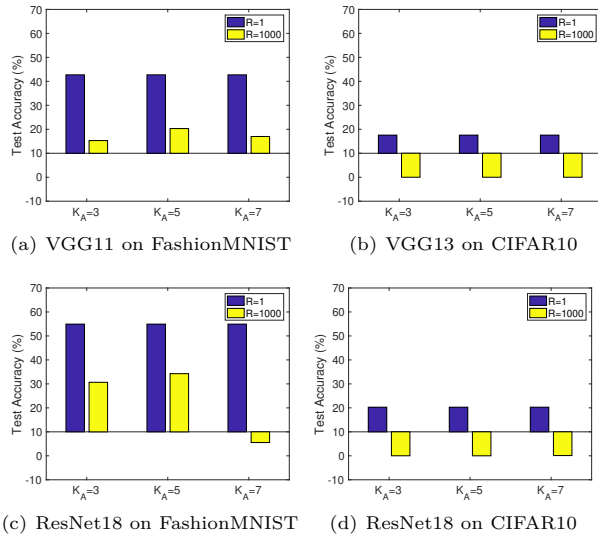 70
60
50
40
30
20
10
0
-10
Test Accuracy (%)
R=1
R=1000
K_A=3 K_A=5 K_A=7
(a) VGG11 on FashionMNIST
70
60
50
40
30
20
10
0
-10
Test Accuracy (%)
R=1
R=1000
K_A=3 K_A=5 K_A=7
(b) VGG13 on CIFAR10
70
60
50
40
30
20
10
0
-10
Test Accuracy (%)
R=1
R=1000
K_A=3 K_A=5 K_A=7
(c) ResNet18 on FashionMNIST
70
60
50
40
30
20
10
0
-10
Test Accuracy (%)
R=1
R=1000
K_A=3 K_A=5 K_A=7
(d) ResNet18 on CIFAR10